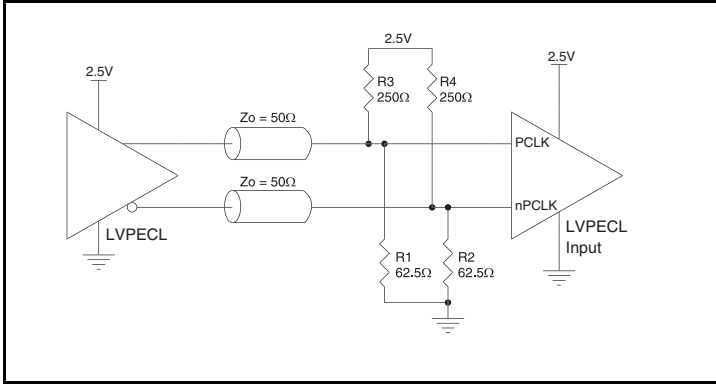 2.5V
2.5V
2.5V
R3
250Ω
R4
250Ω
Zo = 50Ω
PCLK
Zo = 50Ω
nPCLK
LVPECL
LVPECL
Input
R1
62.5Ω
R2
62.5Ω